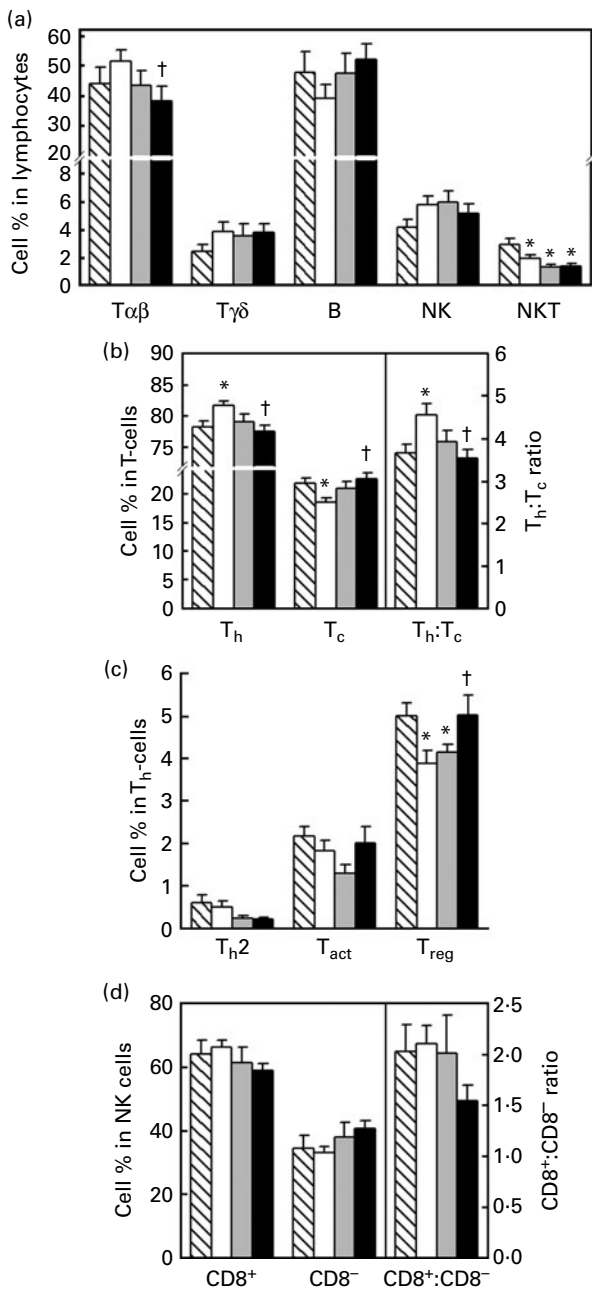 (a)
Cell % in lymphocytes
60
50
40
30
20
8
6
4
2
0
†
* * *
Tαβ Tγδ B NK NKT
(b)
Cell % in T-cells
90
85
80
75
20
15
10
5
0
* † * † * †
6
5
4
3
2
1
0
Th:Tc ratio
Th Tc Th:Tc
(c)
Cell % in Th-cells
6
5
4
3
2
1
0
* * †
Th2 Tact Treg
(d)
Cell % in NK cells
80
60
40
20
0
2·5
2·0
1·5
1·0
0·5
0·0
CD8+:CD8− ratio
CD8+ CD8− CD8+:CD8−